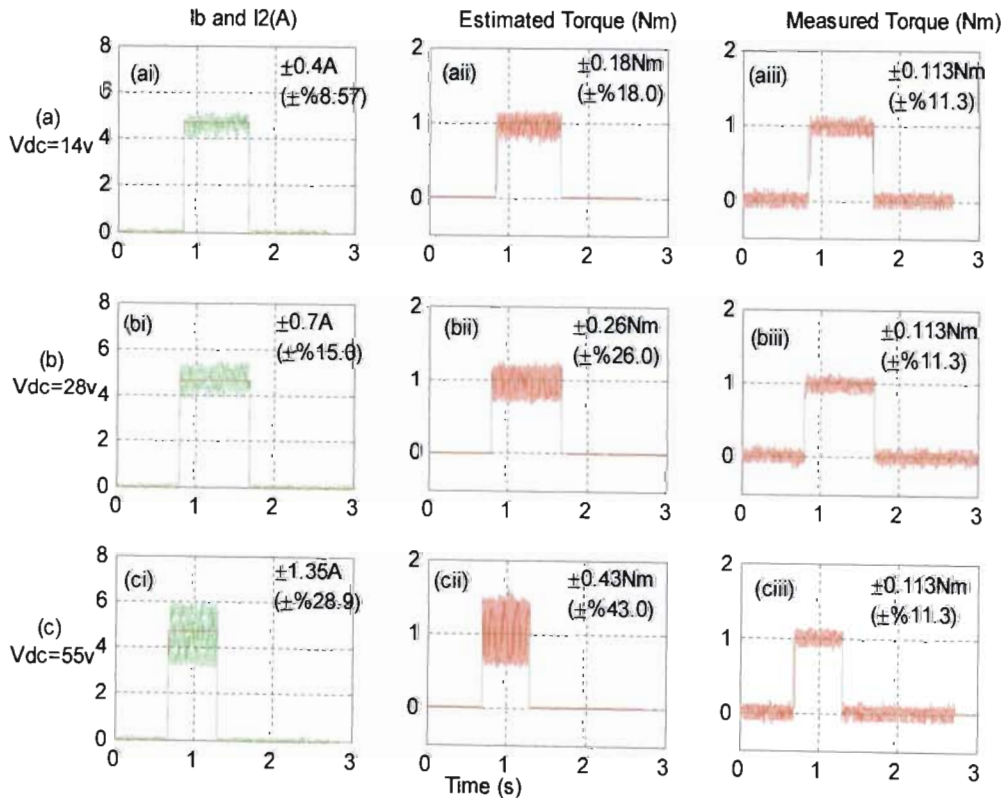 Ib and I2(A)
Estimated Torque (Nm)
Measured Torque (Nm)
(a)
Vdc=14v
8
6
4
2
0
0 1 2 3
(ai)
±0.4A
(±%8.57)
2
1
0
0 1 2 3
(aii)
±0.18Nm
(±%18.0)
2
1
0
0 1 2 3
(aiii)
±0.113Nm
(±%11.3)
(b)
Vdc=28v
8
6
4
2
0
0 1 2 3
(bi)
±0.7A
2
1
0
0 1 2 3
(bii)
±0.26Nm
(±%26.0)
2
1
0
0 1 2 3
(biii)
±0.113Nm
(±%11.3)
(c)
Vdc=55v
8
6
4
2
0
0 1 2 3
(ci)
±1.35A
(±%28.9)
2
1
0
0 1 2 3
(cii)
±0.43Nm
(±%43.0)
2
1
0
0 1 2 3
(ciii)
±0.113Nm
(±%11.3)
Time (s)